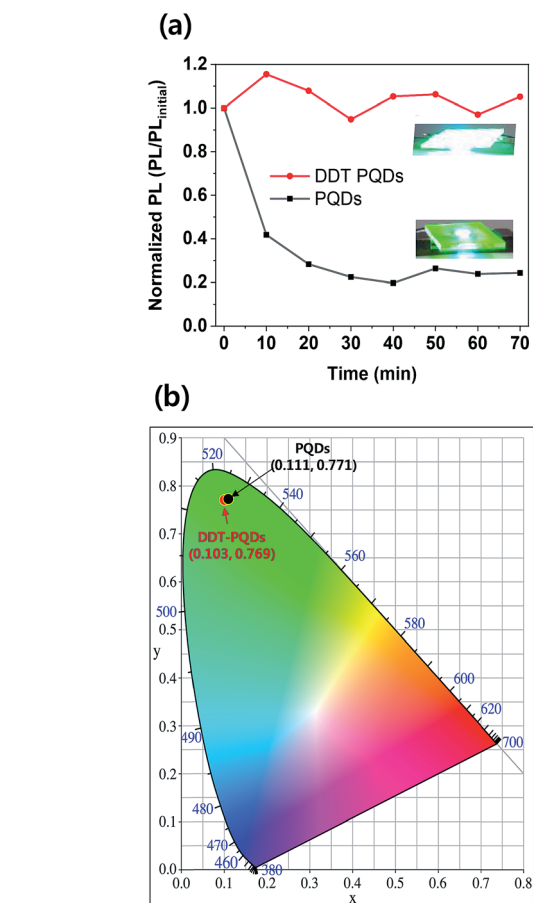 (a)
Normalized PL (PL/PLinitial)
1.2
1.0
0.8
0.6
0.4
0.2
0.0
DDT PQDs
PQDs
0 10 20 30 40 50 60 70
Time (min)
(b)
0.9
0.8
0.7
0.6
0.5
y
0.4
0.3
0.2
0.1
0.0
520
PQDs
(0.111, 0.771)
540
DDT-PQDs
(0.103, 0.769)
560
500
580
600
620
490
700
480
470
460
380
0.0 0.1 0.2 0.3 0.4 0.5 0.6 0.7 0.8
x